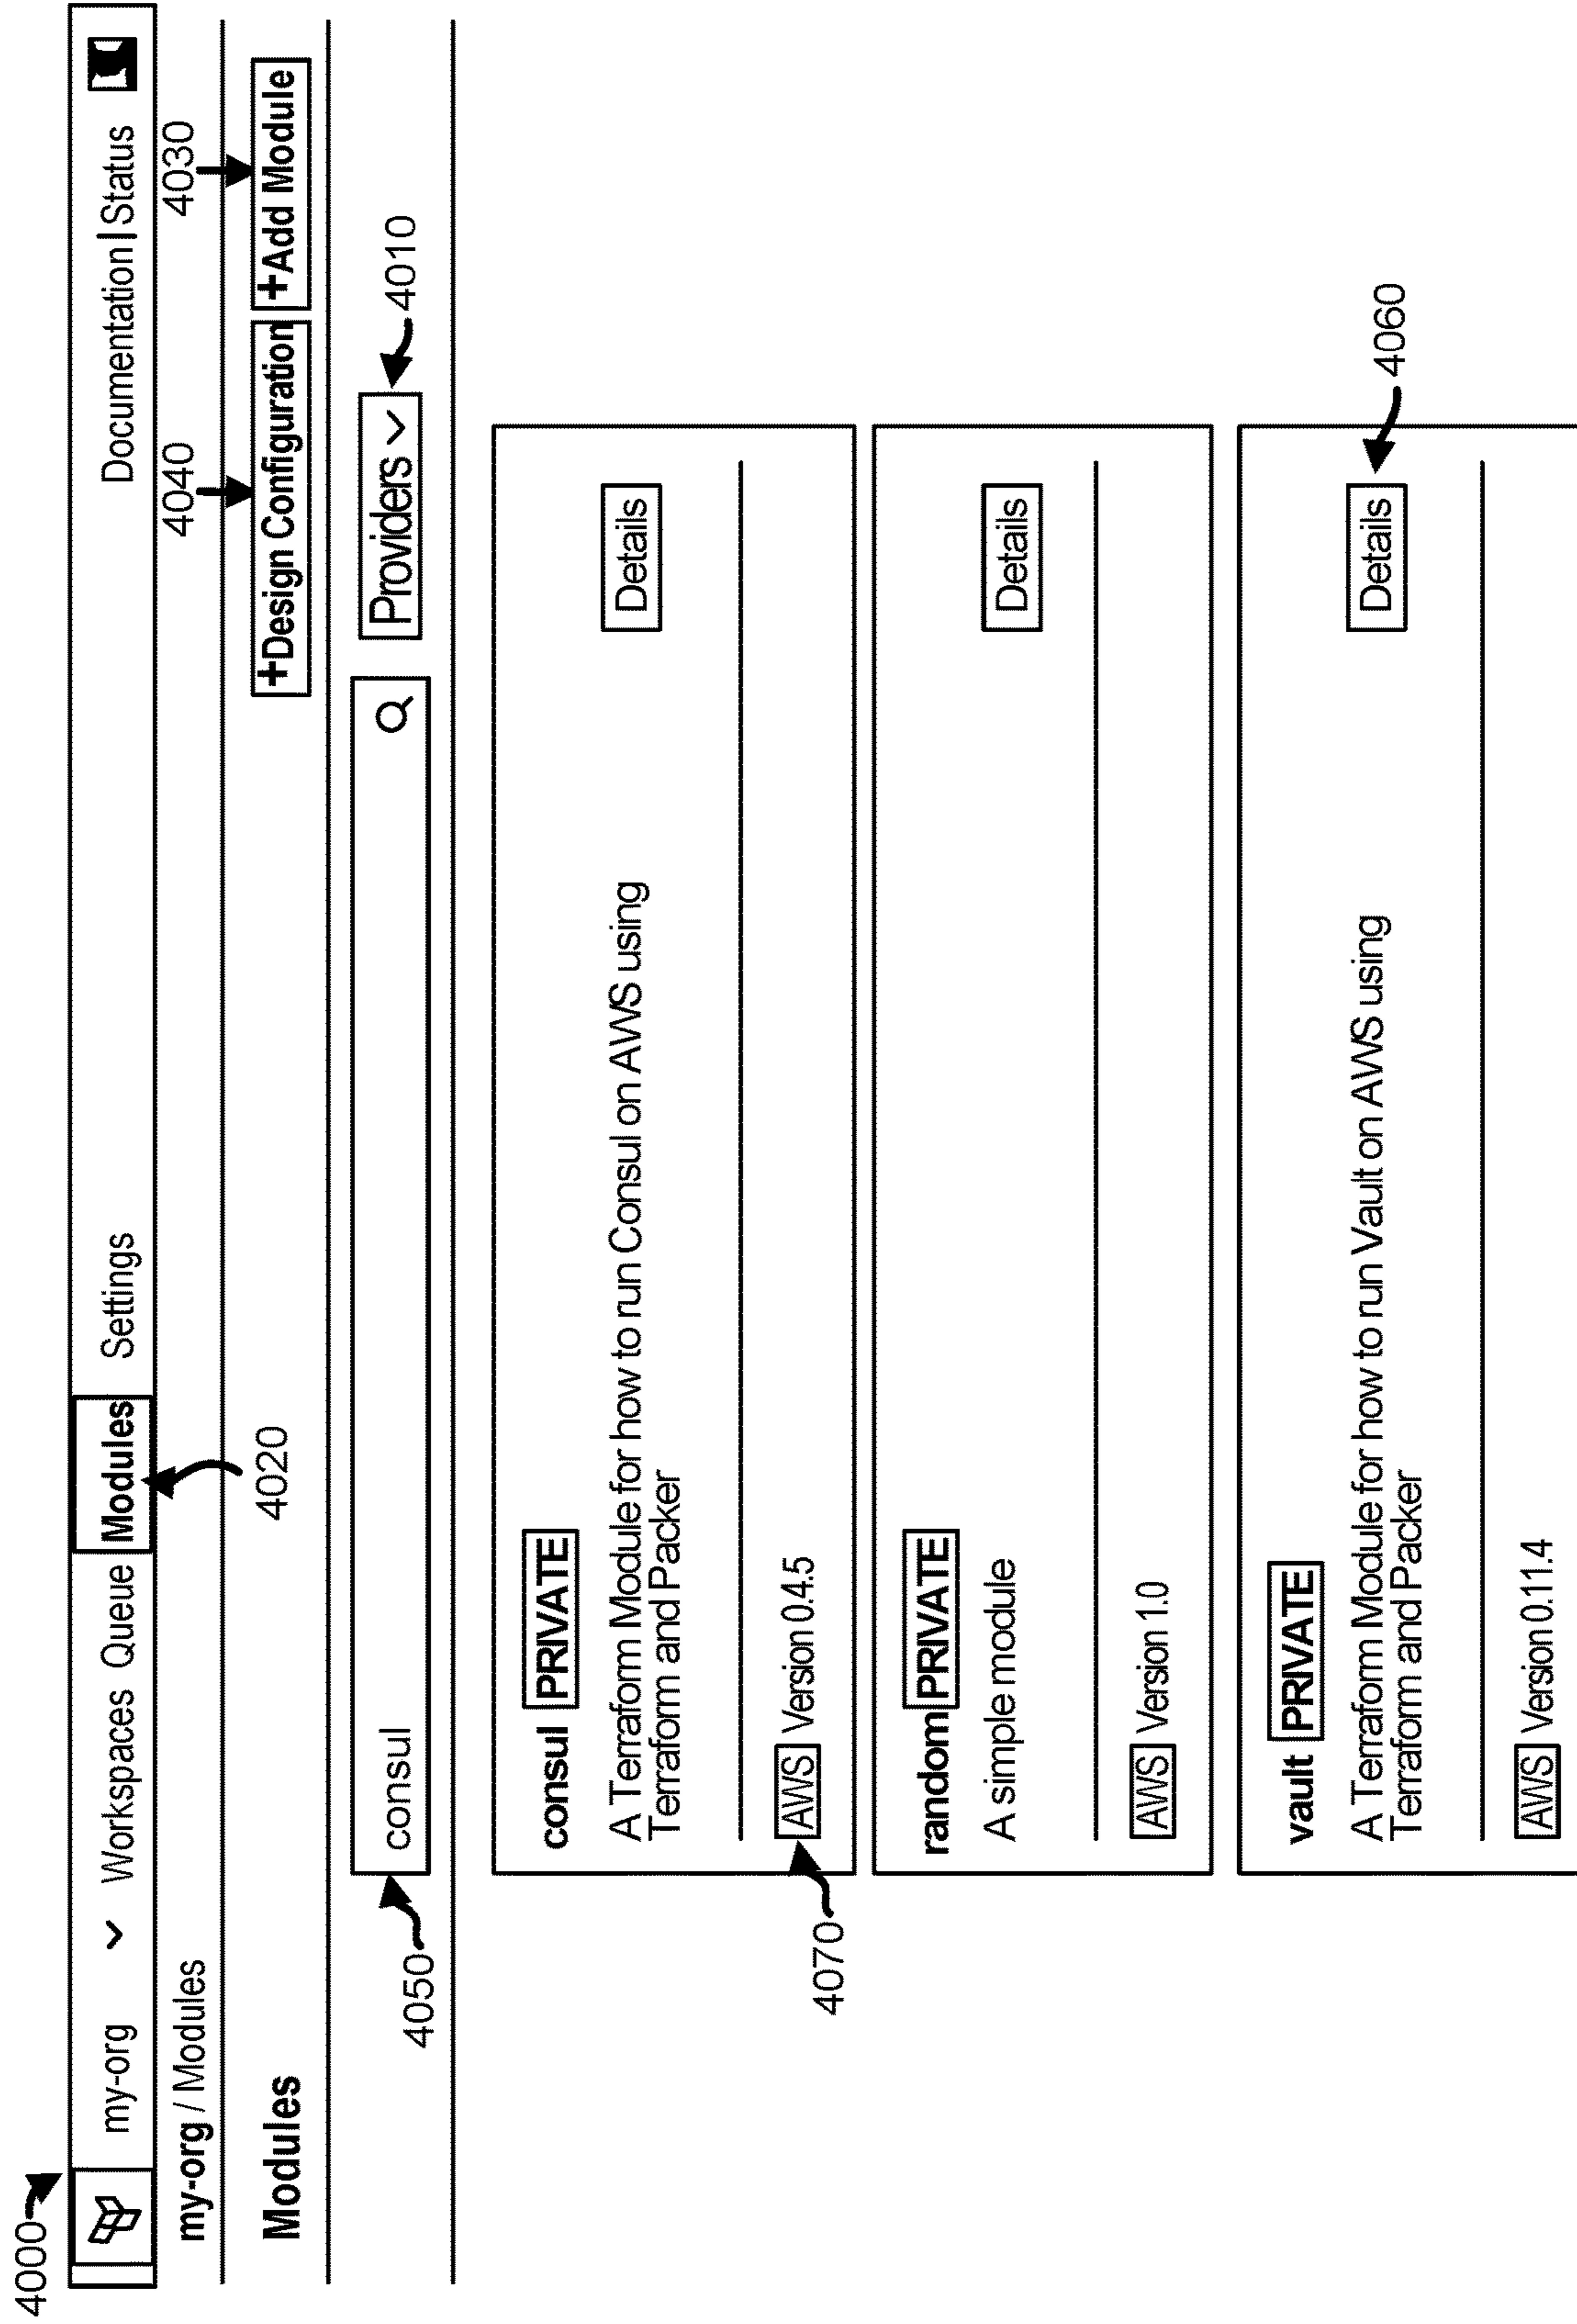 4000
my-org Workspaces Queue Modules Settings Documentation | Status
my-org / Modules
4020
4040
4030
Modules
+Design Configuration +Add Module
consul
Providers
4050
4010
consul PRIVATE
A Terraform Module for how to run Consul on AWS using
Terraform and Packer
Details
AWS Version 0.4.5
4070
random PRIVATE
A simple module
Details
AWS Version 1.0
vault PRIVATE
A Terraform Module for how to run Vault on AWS using
Terraform and Packer
Details
4060
AWS Version 0.11.4